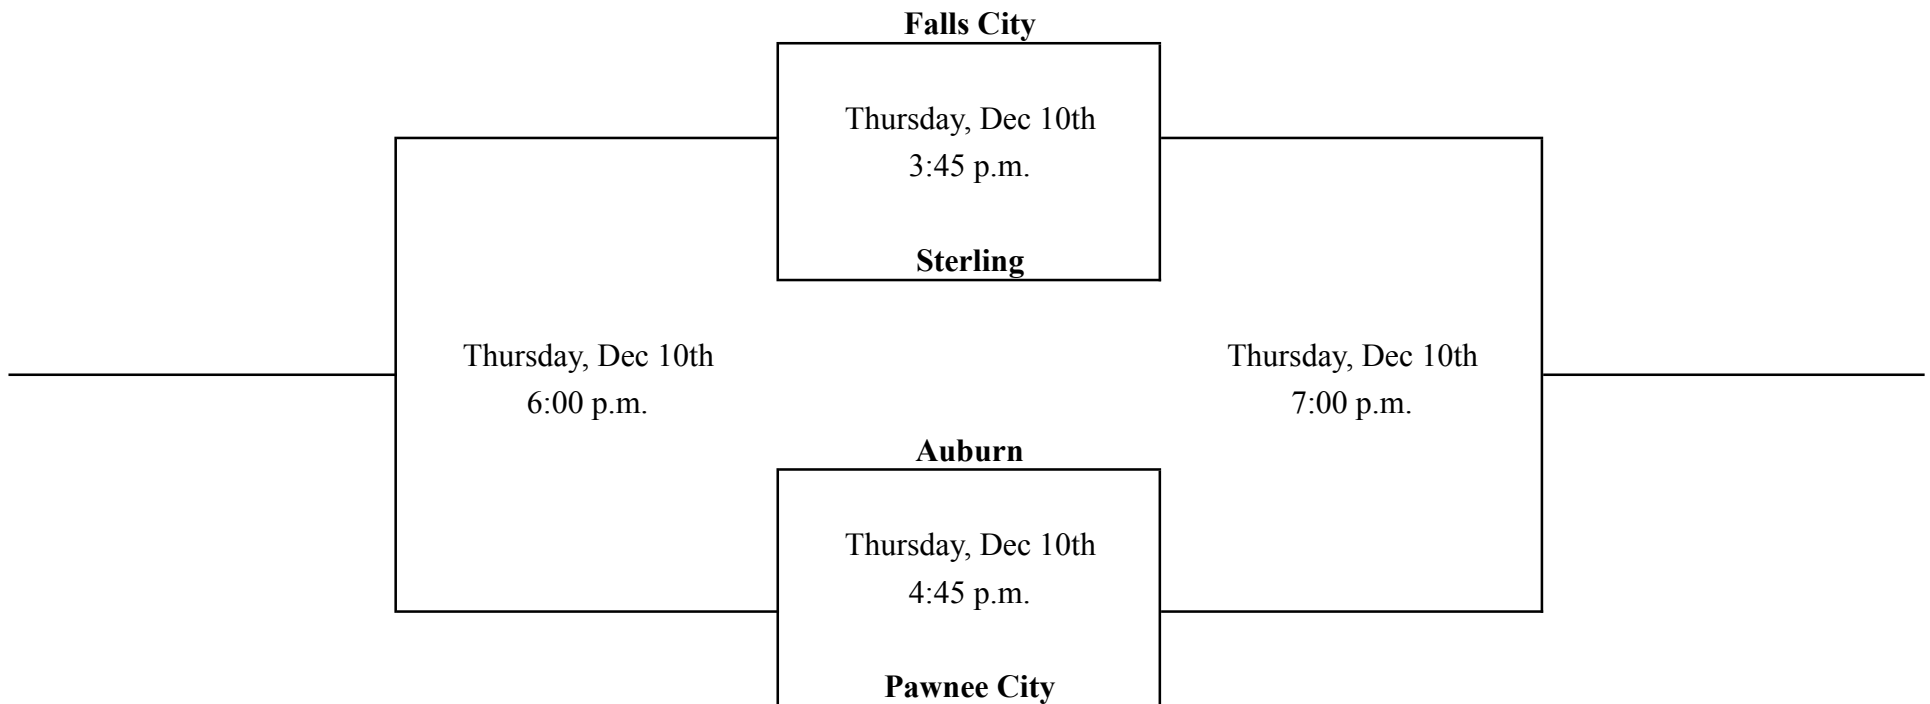 Falls City
Thursday, Dec 10th
3:45 p.m.
Sterling
Thursday, Dec 10th
6:00 p.m.
Thursday, Dec 10th
7:00 p.m.
Auburn
Thursday, Dec 10th
4:45 p.m.
Pawnee City